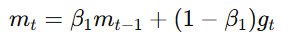 m_t = β_1 m_{t−1} + (1 − β_1) g_t